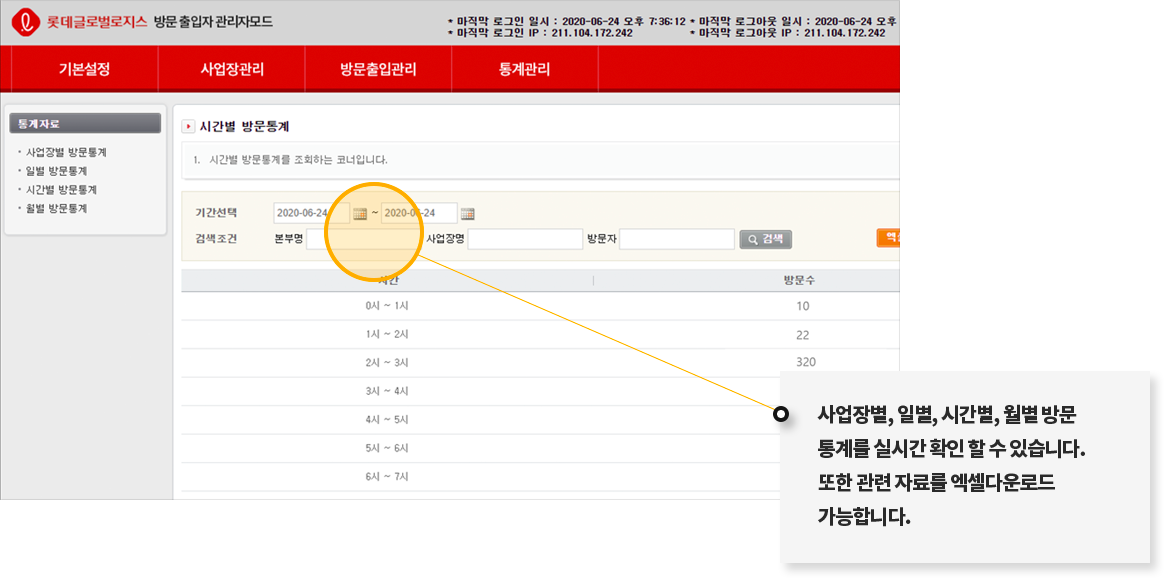 롯데글로벌로지스 방문 출입자 관리자모드
* 마직막 로그인 일시 : 2020-06-24 오후 7:36:12 * 마직막 로그아웃 일시 : 2020-06-24 오후
* 마직막 로그인 IP : 211.104.172.242 * 마직막 로그아웃 IP : 211.104.172.242
기본설정 사업장관리 방문출입관리 통계관리
통계자료
· 사업장별 방문통계
· 일별 방문통계
· 시간별 방문통계
· 월별 방문통계
시간별 방문통계
1. 시간별 방문통계를 조회하는 코너입니다.
기간선택 2020-06-24 ~ 2020-06-24
검색조건 본부명 사업장명 방문자 검색
시간 방문수
0시 ~ 1시 10
1시 ~ 2시 22
2시 ~ 3시 320
3시 ~ 4시
4시 ~ 5시
5시 ~ 6시
6시 ~ 7시
사업장별, 일별, 시간별, 월별 방문
통계를 실시간 확인 할 수 있습니다.
또한 관련 자료를 엑셀다운로드
가능합니다.